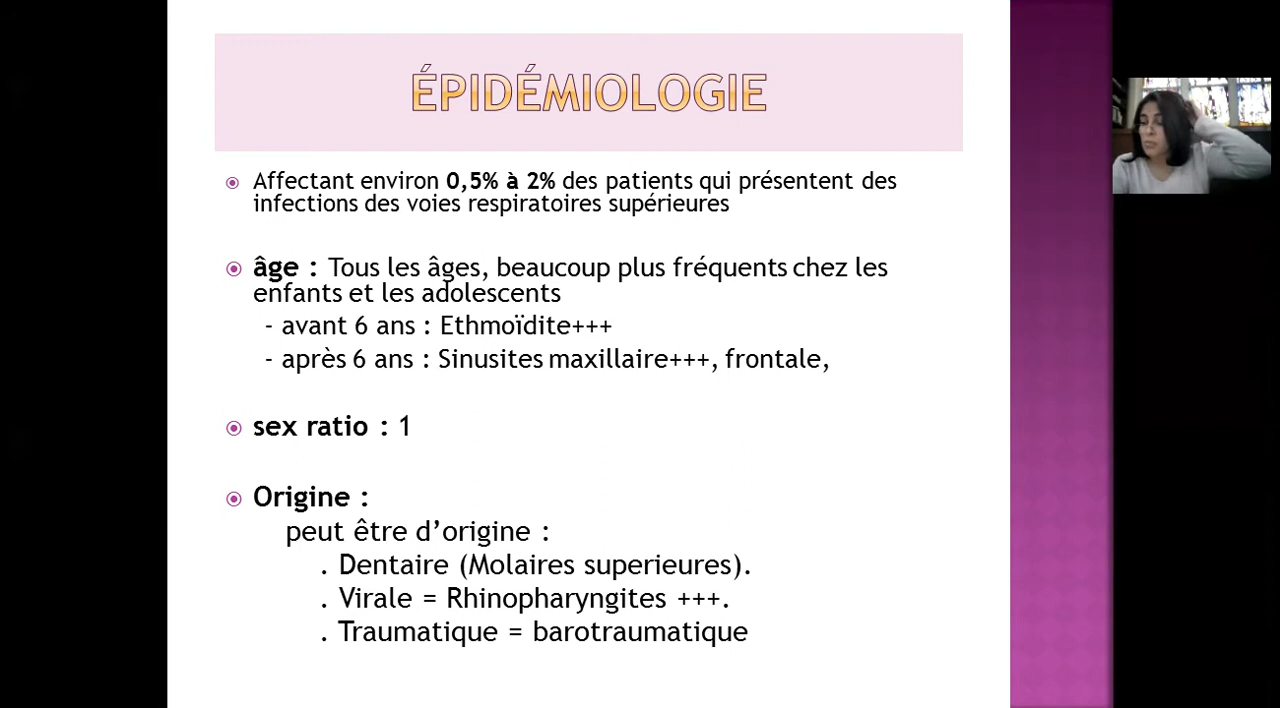 ÉPIDÉMIOLOGIE
Affectant environ 0,5% à 2% des patients qui présentent des
infections des voies respiratoires supérieures
âge : Tous les âges, beaucoup plus fréquents chez les
enfants et les adolescents
- avant 6 ans : Ethmoïdite+++
- après 6 ans : Sinusites maxillaire+++, frontale,
sex ratio : 1
Origine :
peut être d’origine :
. Dentaire (Molaires superieures).
. Virale = Rhinopharyngites +++.
. Traumatique = barotraumatique